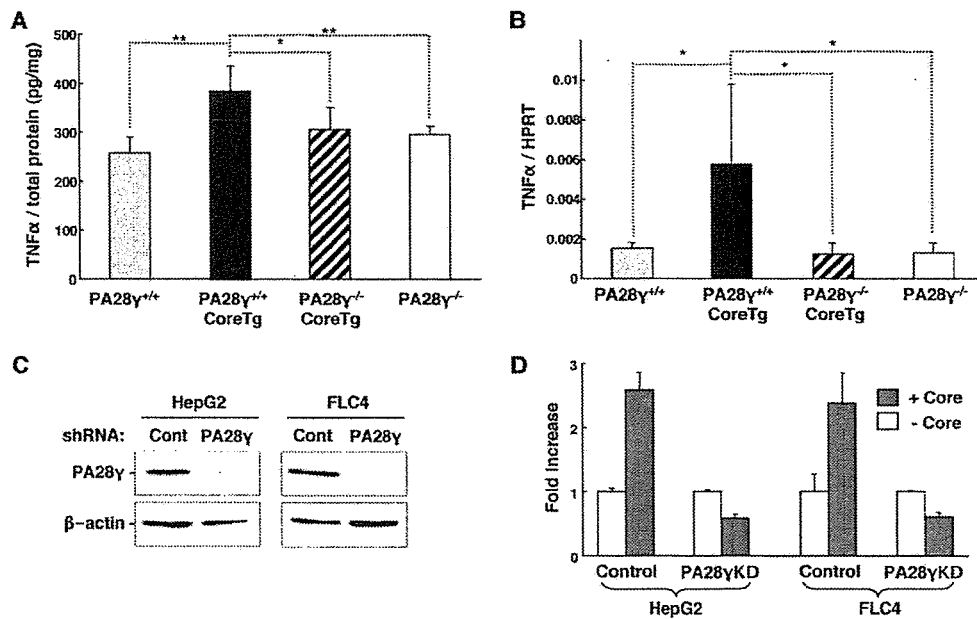 A
TNFα / total protein (pg/mg)
500
400
300
200
100
0
** * **
PA28γ+/+ PA28γ+/+ CoreTg PA28γ-/- CoreTg PA28γ-/-
B
TNFα / HPRT
0.01
0.008
0.006
0.004
0.002
0
* * *
PA28γ+/+ PA28γ+/+ CoreTg PA28γ-/- CoreTg PA28γ-/-
C
HepG2 FLC4
shRNA: Cont PA28γ Cont PA28γ
PA28γ
β-actin
D
Fold Increase
3
2
1
0
+ Core
- Core
Control PA28γKD Control PA28γKD
HepG2 FLC4